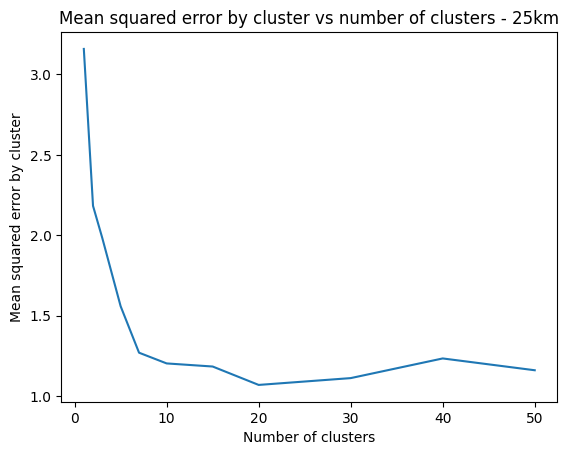 Mean squared error by cluster vs number of clusters - 25km
3.0
2.5
2.0
1.5
1.0
Mean squared error by cluster
0 10 20 30 40 50
Number of clusters